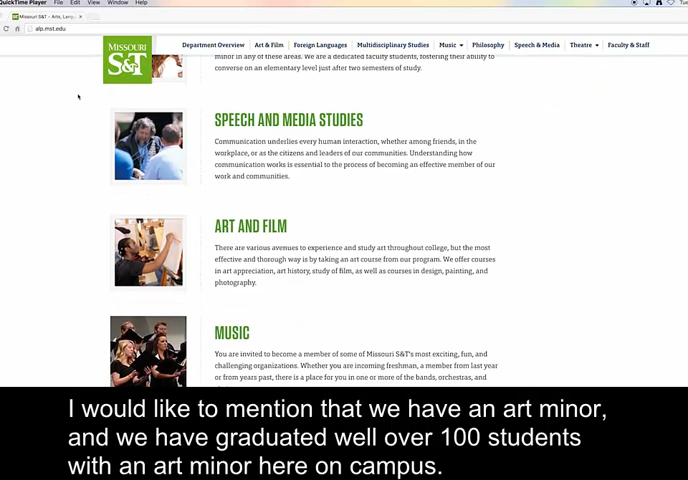 QuickTime Player File Edit View Window Help
Missouri S&T - Arts, Lang
alp.mst.edu
MISSOURI
S&T
Department Overview Art & Film Foreign Languages Multidisciplinary Studies Music Philosophy Speech & Media Theatre Faculty & Staff
minor in any of these areas. We are a dedicated faculty students, fostering their ability to
converse on an elementary level just after two semesters of study.
SPEECH AND MEDIA STUDIES
Communication underlies every human interaction, whether among friends, in the
workplace, or as the citizens and leaders of our communities. Understanding how
communication works is essential to the process of becoming an effective member of our
work and communities.
ART AND FILM
There are various avenues to experience and study art throughout college, but the most
effective and thorough way is by taking an art course from our program. We offer courses
in art appreciation, art history, study of film, as well as courses in design, painting, and
photography.
MUSIC
You are invited to become a member of some of Missouri S&T's most exciting, fun, and
challenging organizations. Whether you are incoming freshman, a member from last year
or from years past, there is a place for you in one or more of the bands, orchestras, and
I would like to mention that we have an art minor,
and we have graduated well over 100 students
with an art minor here on campus.